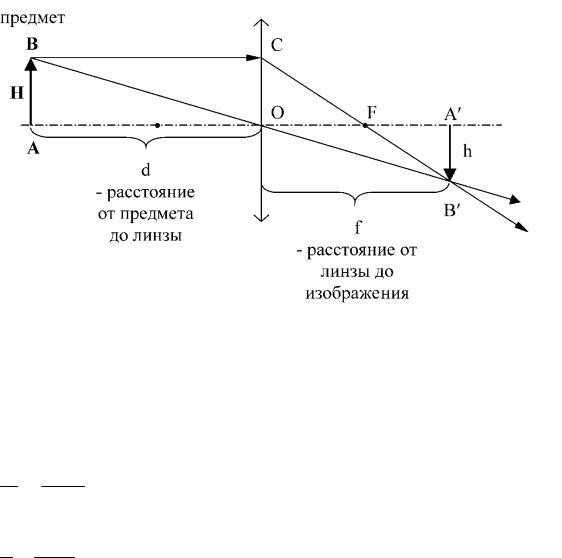 предмет
B
C
H
O
F
A′
A
h
d
- расстояние
от предмета
до линзы
B′
f
- расстояние от
линзы до
изображения